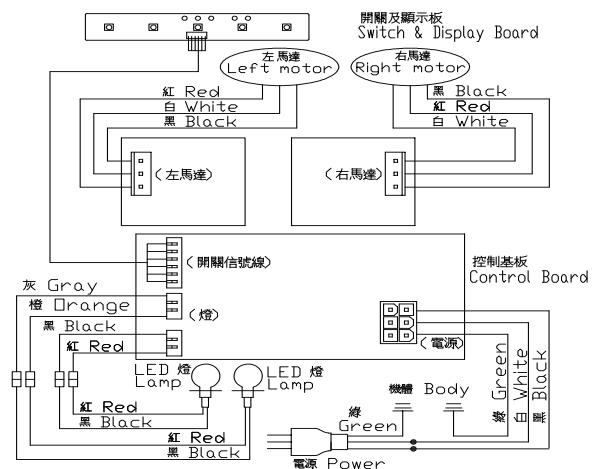 開關及顯示板
Switch & Display Board
左馬達
Left motor
右馬達
Right motor
紅 Red
白 White
黑 Black
黑 Black
紅 Red
白 White
(左馬達)
(右馬達)
(開關信號線)
控制基板
Control Board
灰 Gray
橙 Orange
(燈)
黑 Black
紅 Red
(電源)
LED 燈
Lamp
LED 燈
Lamp
綠 Green
白 White
黑 Black
機體 Body
紅 Red
黑 Black
綠
Green
紅 Red
黑 Black
電源 Power